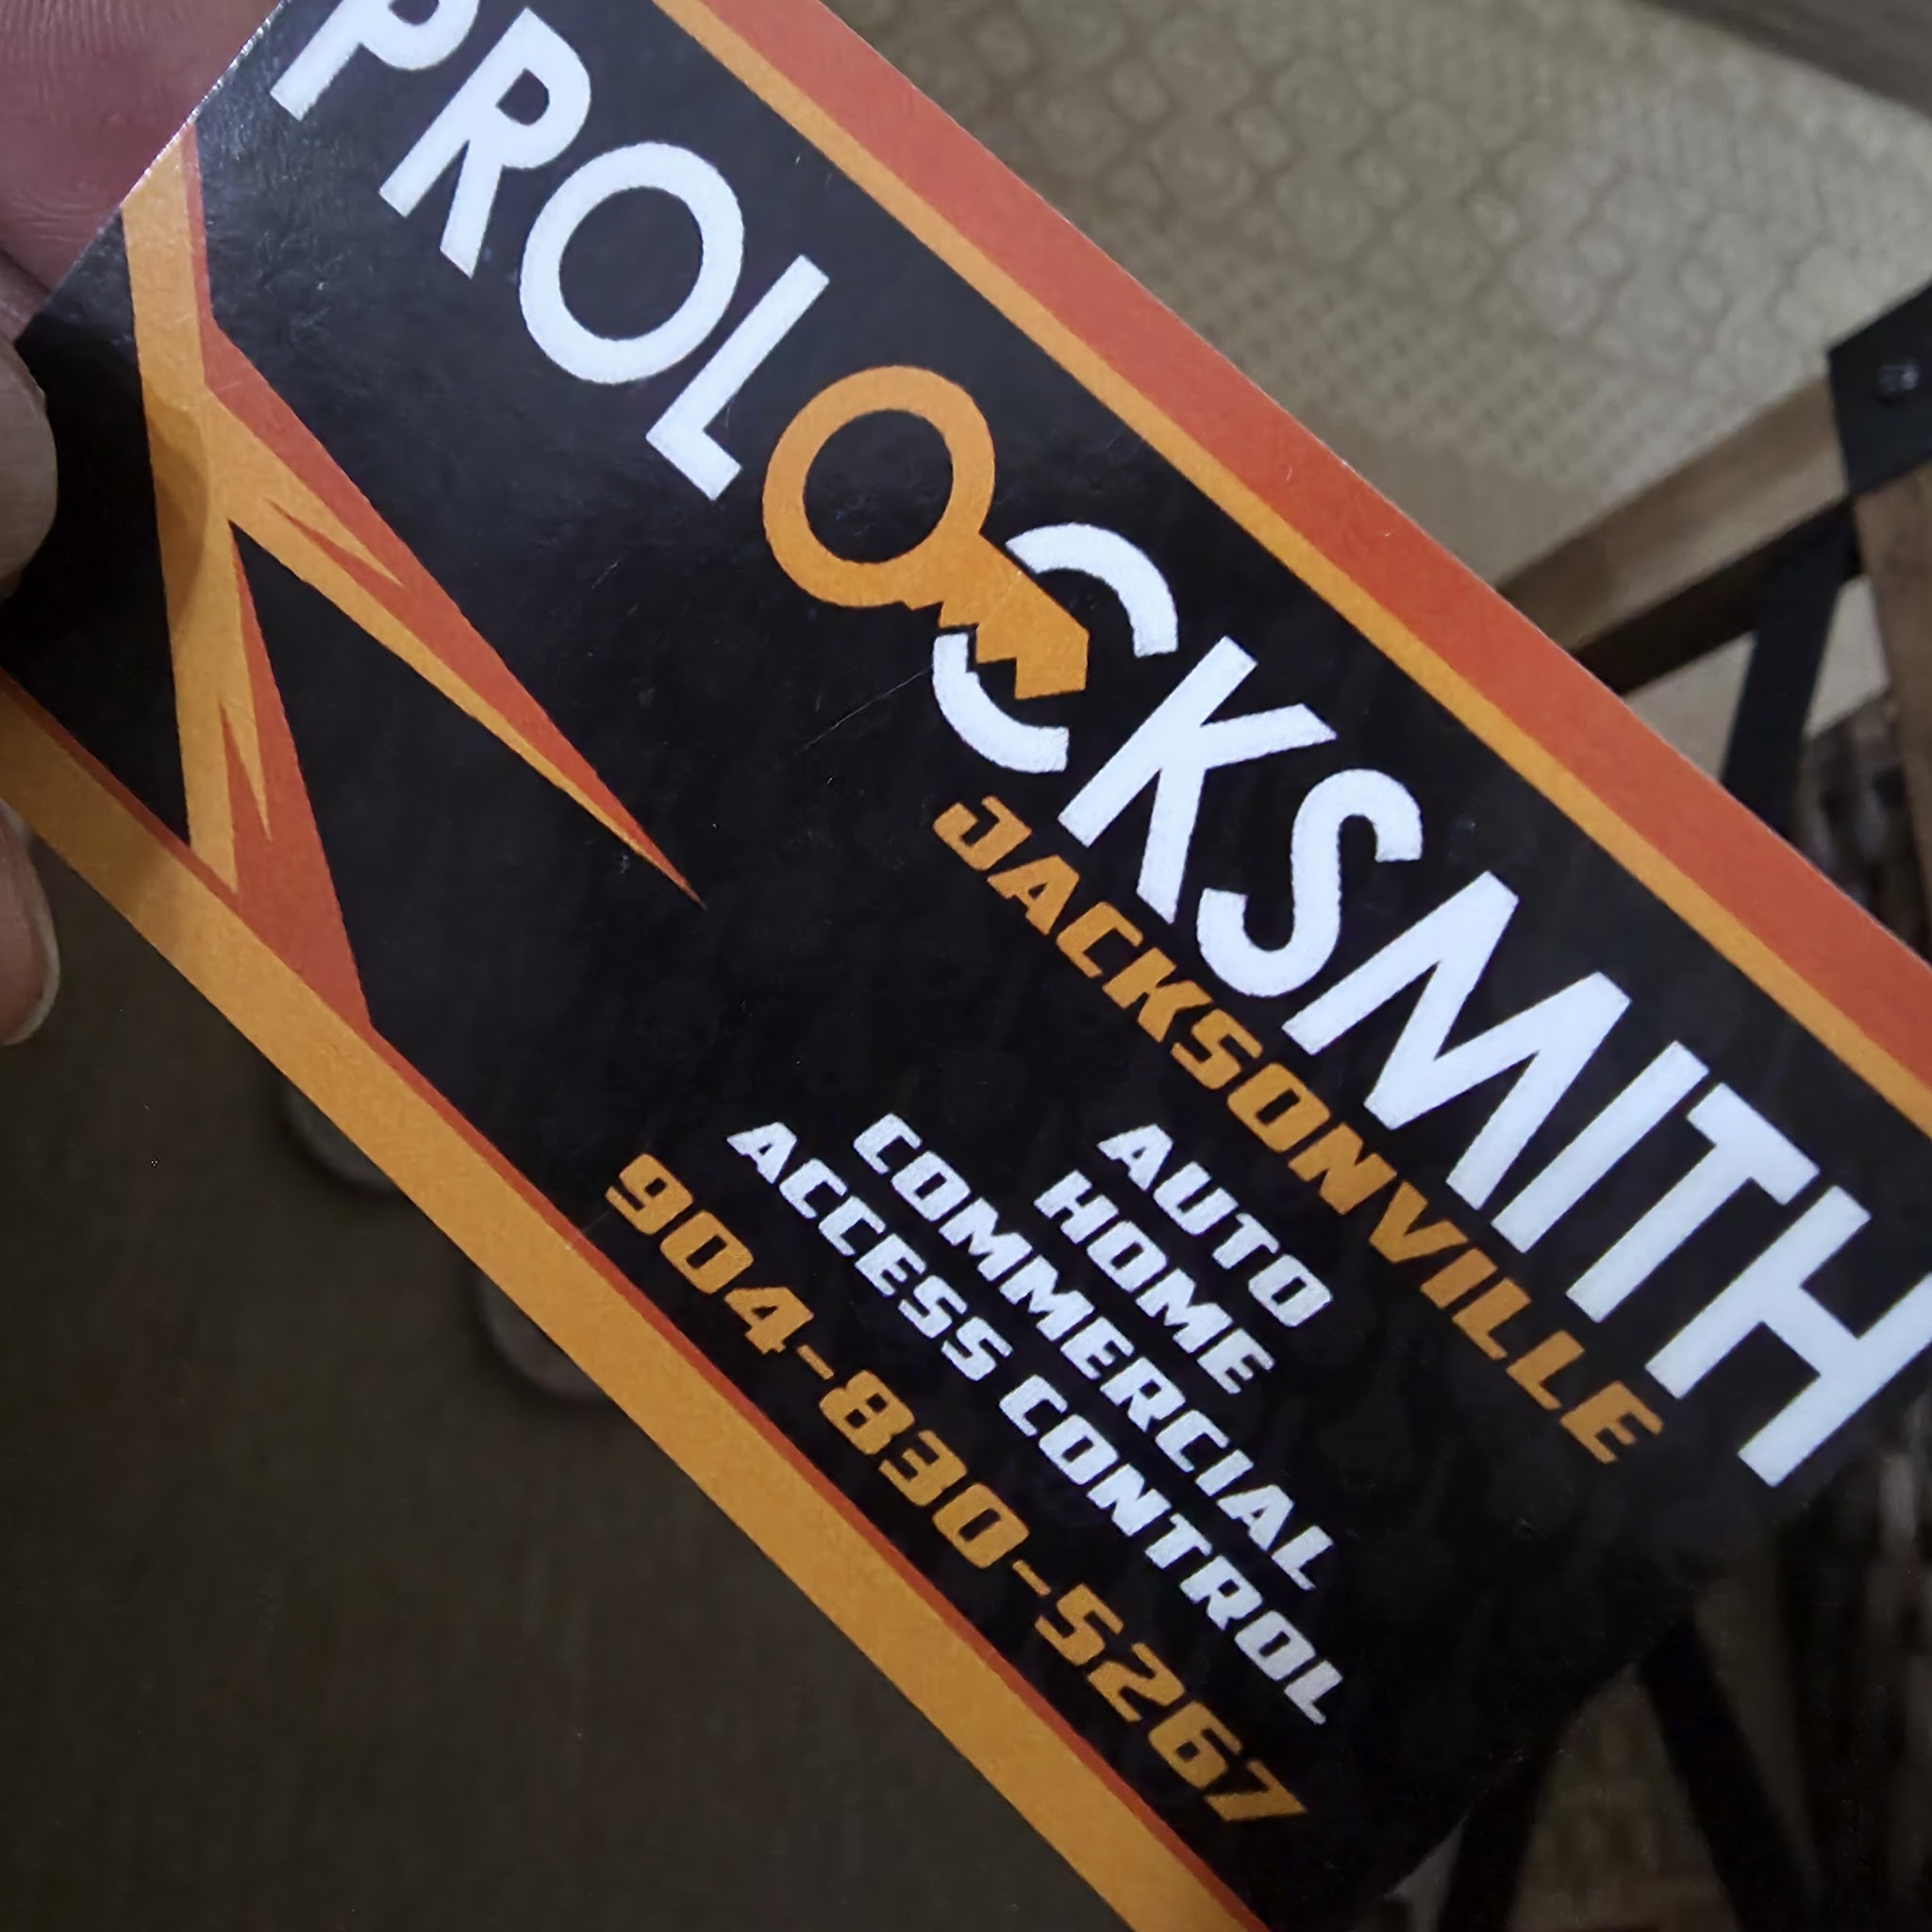 PROLOCKSMITH
JACKSONVILLE
AUTO
HOME
COMMERCIAL
ACCESS CONTROL
904-830-5267